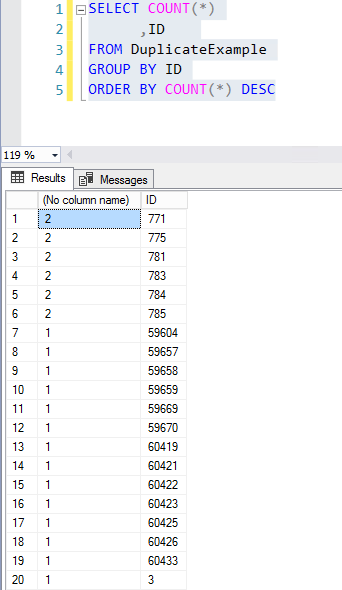 1 SELECT COUNT(*)
2 ,ID
3 FROM DuplicateExample
4 GROUP BY ID
5 ORDER BY COUNT(*) DESC
119 %
Results Messages
(No column name) ID
1 2 771
2 2 775
3 2 781
4 2 783
5 2 784
6 2 785
7 1 59604
8 1 59657
9 1 59658
10 1 59659
11 1 59669
12 1 59670
13 1 60419
14 1 60421
15 1 60422
16 1 60423
17 1 60425
18 1 60426
19 1 60433
20 1 3